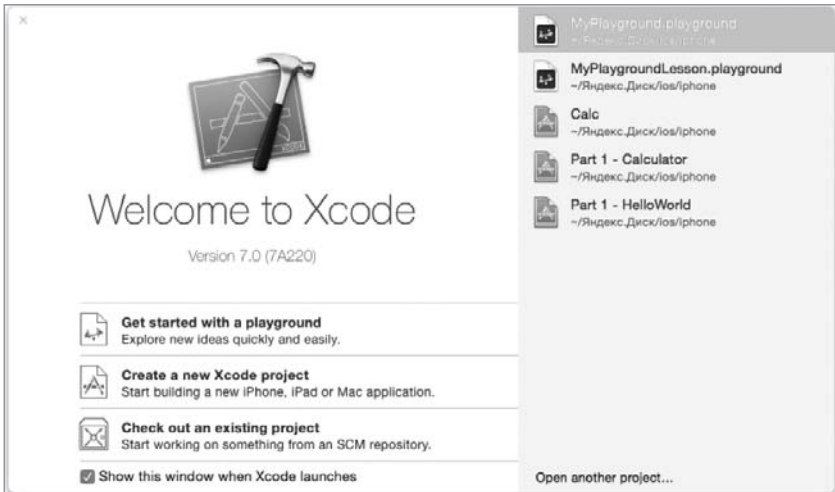 Welcome to Xcode
Version 7.0 (7A220)
Get started with a playground
Explore new ideas quickly and easily.
Create a new Xcode project
Start building a new iPhone, iPad or Mac application.
Check out an existing project
Start working on something from an SCM repository.
Show this window when Xcode launches
MyPlayground.playground
~/Яндекс.Диск/ios/iphone
MyPlaygroundLesson.playground
~/Яндекс.Диск/ios/iphone
Calc
~/Яндекс.Диск/ios/iphone
Part 1 - Calculator
~/Яндекс.Диск/ios/iphone
Part 1 - HelloWorld
~/Яндекс.Диск/ios/iphone
Open another project...